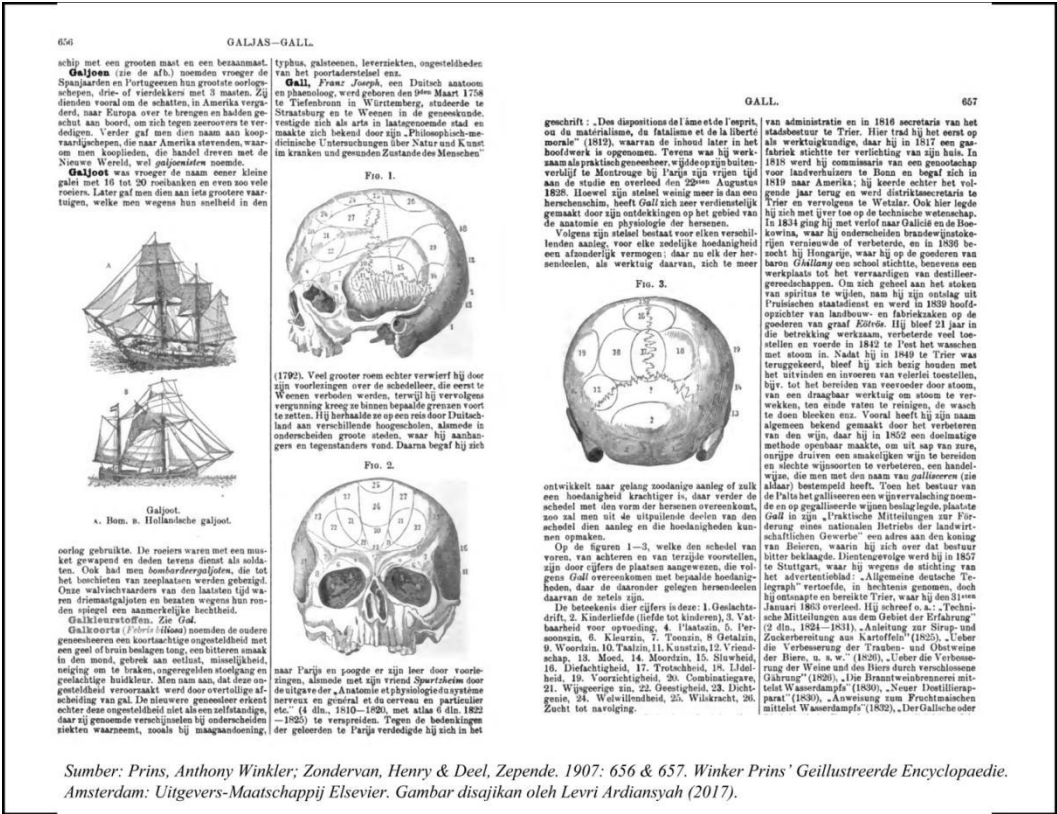 656
GALJAS—GALL.
schip met een grooten mast en een bezaanmast.
Galjoen (zie de afb.) noemden vroeger de
Spanjaarden en Portugeezen hun grootste oorlogs-
schepen, drie- of vierdekkers met 3 masten. Zij
dienden vooral om de schatten, in Amerika verga-
derd, naar Europa over te brengen en hadden ge-
schut aan boord, om zich tegen zeeroovers te ver-
dedigen. Verder gaf men dien naam aan koop-
vaardijschepen, die naar Amerika stevenden, waar-
om men kooplieden, die handel dreven met de
Nieuwe Wereld, wel galjoenisten noemde.
Galjoot was vroeger de naam eener kleine
galei met 16 tot 20 roeibanken en even zoo vele
roeiers. Later gaf men dien aan iets grootere vaar-
tuigen, welke men wegens hun snelheid in den
A
B
Galjoot.
A. Bom. B. Hollandsche galjoot.
oorlog gebruikte. De roeiers waren met een mus-
ket gewapend en deden tevens dienst als solda-
ten. Ook had men bombardeergaljoten, die tot
het beschieten van zeeplaatsen werden gebezigd.
Onze walvischvaarders van den laatsten tijd wa-
ren driemastgaljoten en bezaten wegens hun ron-
den spiegel een aanmerkelijke hechtheid.
Galkleurstoffen. Zie Gal.
Galkoorts (Febris biliosa) noemden de oudere
geneesheeren een koortsachtige ongesteldheid met
een geel of bruin beslagen tong, een bitteren smaak
in den mond, gebrek aan eetlust, misselijkheid,
neiging om te braken, ongeregelden stoelgang en
geelachtige huidkleur. Men nam aan, dat deze on-
gesteldheid veroorzaakt werd door overtollige af-
scheiding van gal. De nieuwere geneesleer erkent
echter deze ongesteldheid niet als een zelfstandige,
daar zij genoemde verschijnselen bij onderscheiden
ziekten waarneemt, zooals bij maagaandoening,
typhus, galsteenen, leverziekten, ongesteldheden
van het poortaderstelsel enz.
Gall, Franz Joseph, een Duitsch anatoom
en phaenoloog, werd geboren den 9den Maart 1758
te Tiefenbronn in Württemberg, studeerde te
Straatsburg en te Weenen in de geneeskunde.
vestigde zich als arts in laatsgenoemde stad en
maakte zich bekend door zijn „Philosophisch-me-
dicinische Untersuchungen über Natur und Kunst
im kranken und gesunden Zustande des Menschen”
FIG. 1.
(1792). Veel grooter roem echter verwierf hij door
zijn voorlezingen over de schedelleer, die eerst te
Weenen verboden werden, terwijl hij vervolgens
vergunning kreeg ze binnen bepaalde grenzen voort
te zetten. Hij herhaalde ze op een reis door Duitsch-
land aan verschillende hoogescholen, alsmede in
onderscheiden groote steden, waar hij aanhan-
gers en tegenstanders vond. Daarna begaf hij zich
FIG. 2.
naar Parijs en poogde er zijn leer door voorle-
zingen, alsmede met zijn vriend Spurtzheim door
de uitgave der „Anatomie et physiologie du système
nerveux en général et du cerveau en particulier
etc.” (4 dln., 1810—1820, met atlas 6 dln. 1822
—1825) te verspreiden. Tegen de bedenkingen
der geleerden te Parijs verdedigde hij zich in het
GALL.
657
geschrift: „Des dispositions de l'âme et de l'esprit,
ou du matérialisme, du fatalisme et de la liberté
morale” (1812), waarvan de inhoud later in het
hoofdwerk is opgenomen. Tevens was hij werk-
zaam als praktisch geneesheer, wijdde op zijn buiten-
verblijf te Montrouge bij Parijs zijn vrijen tijd
aan de studie en overleed den 22sten Augustus
1828. Hoewel zijn stelsel weinig meer is dan een
herschenschim, heeft Gall zich zeer verdienstelijk
gemaakt door zijn ontdekkingen op het gebied van
de anatomie en physiologie der hersenen.
Volgens zijn stelsel bestaat voor elken verschil-
lenden aanleg, voor elke zedelijke hoedanigheid
een afzonderlijk vermogen; daar nu elk der her-
sendeelen, als werktuig daarvan, zich te meer
FIG. 3.
ontwikkelt naar gelang zoodanige aanleg of zulk
een hoedanigheid krachtiger is, daar verder de
schedel met den vorm der hersenen overeenkomt,
zoo zal men uit de uitpuilende deelen van den
schedel dien aanleg en die hoedanigheden kun-
nen opmaken.
Op de figuren 1—3, welke den schedel van
voren, van achteren en van terzijde voorstellen,
zijn door cijfers de plaatsen aangewezen, die vol-
gens Gall overeenkomen met bepaalde hoedanig-
heden, daar de daaronder gelegen hersendeelen
daarvan de zetels zijn.
De beteekenis dier cijfers is deze: 1. Geslachts-
drift, 2. Kinderliefde (liefde tot kinderen), 3. Vat-
baarheid voor opvoeding, 4. Plaatszin, 5. Per-
soonszin, 6. Kleurzin, 7. Toonzin, 8 Getalzin,
9. Woordzin, 10. Taalzin, 11. Kunstzin, 12. Vriend-
schap, 13. Moed, 14. Moordzin, 15. Sluwheid,
16. Diefachtigheid, 17. Trotschheid, 18. IJdel-
heid, 19. Voorzichtigheid, 20. Combinatiegave,
21. Wijsgeerige zin, 22. Geestigheid, 23. Dicht-
genie, 24. Welwillendheid, 25. Wilskracht, 26.
Zucht tot navolging.
van administratie en in 1816 secretaris van het
stadsbestuur te Trier. Hier trad hij het eerst op
als werktuigkundige, daar hij in 1817 een gas-
fabriek stichtte ter verlichting van zijn huis. In
1818 werd hij commissaris van een genootschap
voor landverhuizers te Bonn en begaf zich in
1819 naar Amerika; hij keerde echter het vol-
gende jaar terug en werd distriktssecretaris te
Trier en vervolgens te Wetzlar. Ook hier legde
hij zich met ijver toe op de technische wetenschap.
In 1834 ging hij met verlof naar Galicië en de Boe-
kowina, waar hij onderscheiden brandewijnstoke-
rijen vernieuwde of verbeterde, en in 1836 be-
zocht hij Hongarije, waar hij op de goederen van
baron Ghillany een school stichtte, benevens een
werkplaats tot het vervaardigen van destilleer-
gereedschappen. Om zich geheel aan het stoken
van spiritus te wijden, nam hij zijn ontslag uit
Pruisischen staatsdienst en werd in 1839 hoofd-
opzichter van landbouw- en fabriekzaken op de
goederen van graaf Eötvös. Hij bleef 21 jaar in
die betrekking werkzaam, verbeterde veel toe-
stellen en voerde in 1842 te Pest het wasschen
met stoom in. Nadat hij in 1849 te Trier was
teruggekeerd, bleef hij zich bezig houden met
het uitvinden en invoeren van velerlei toestellen,
bijv. tot het bereiden van veevoeder door stoom,
van een draagbaar werktuig om stoom te ver-
wekken, ten einde vaten te reinigen, de wasch
te doen bleeken enz. Vooral heeft hij zijn naam
algemeen bekend gemaakt door het verbeteren
van den wijn, daar hij in 1852 een doelmatige
methode openbaar maakte, om uit sap van zure,
onrijpe druiven een smakelijken wijn te bereiden
en slechte wijnsoorten te verbeteren, een handel-
wijze, die men met den naam van galliseeren (zie
aldaar) bestempeld heeft. Toen het bestuur van
de Palts het galliseeren een wijnvervalsching noem-
de en op gegalliseerde wijnen beslag legde, plaatste
Gall in zijn „Praktische Mitteilungen zur För-
derung eines nationalen Betriebs der landwirt-
schaftlichen Gewerbe” een adres aan den koning
van Beieren, waarin hij zich over dat bestuur
bitter beklaagde. Dientengevolge werd hij in 1857
te Stuttgart, waar hij tevens de stichting van
het advertentieblad: „Allgemeine deutsche Te-
legraph” vertoefde, in hechtenis genomen, doch
hij ontsnapte en bereikte Trier, waar hij den 31sten
Januari 1863 overleed. Hij schreef o. a.: „Techni-
sche Mitteilungen aus dem Gebiet der Erfahrung”
(2 dln., 1824—1831), „Anleitung zur Sirup- und
Zuckerbereitung aus Kartoffeln” (1825), „Ueber
die Verbesserung der Trauben- und Obstweine
der Biere, u. s. w.” (1826), „Ueber die Verbesse-
rung der Weine und des Biers durch verschlossene
Gährung” (1826), „Die Branntweinbrennerei mit-
telst Wasserdampfs” (1830), „Neuer Destillierap-
parat” (1830), „Anweisung zum Fruchtmaischen
mittelst Wasserdampfs” (1832), „Der Gallsche oder
Sumber: Prins, Anthony Winkler; Zondervan, Henry & Deel, Zepende. 1907: 656 & 657. Winker Prins' Geillustreerde Encyclopaedie.
Amsterdam: Uitgevers-Maatschappij Elsevier. Gambar disajikan oleh Levri Ardiansyah (2017).